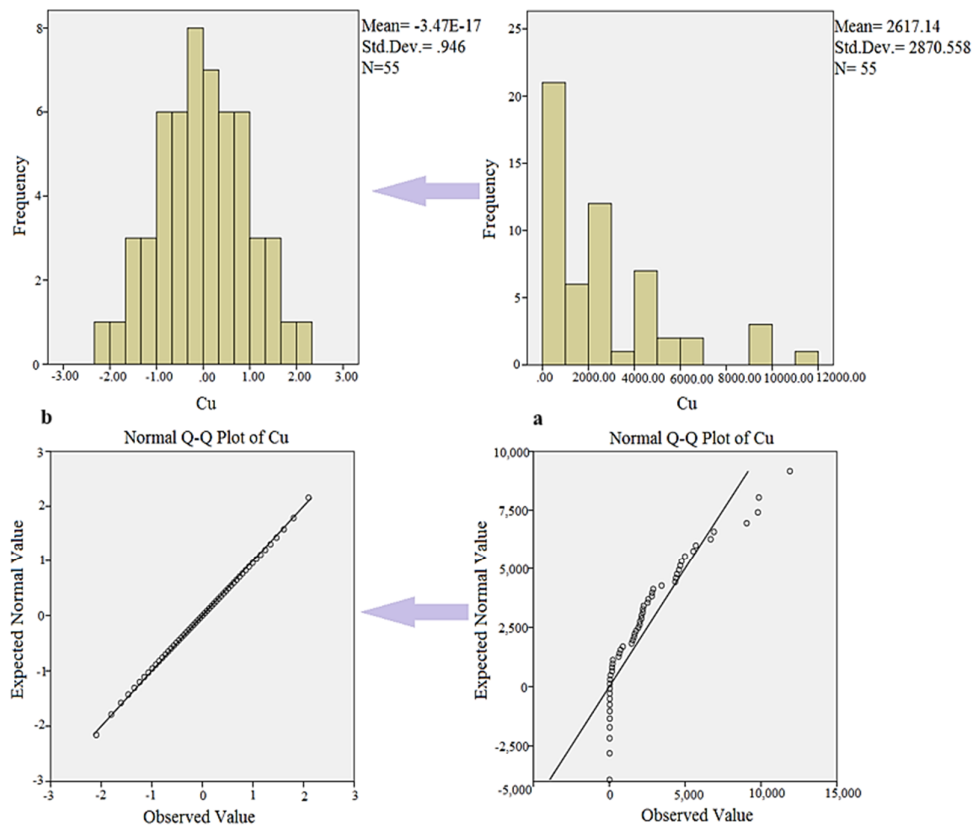 Mean= -3.47E-17
Std.Dev.= .946
N=55
Frequency
8
6
4
2
0
-3.00 -2.00 -1.00 .00 1.00 2.00 3.00
Cu
b
Mean= 2617.14
Std.Dev.= 2870.558
N= 55
Frequency
25
20
15
10
5
0
.00 2000.00 4000.00 6000.00 8000.00 10000.00 12000.00
Cu
a
Normal Q-Q Plot of Cu
Expected Normal Value
3
2
1
0
-1
-2
-3
-3 -2 -1 0 1 2 3
Observed Value
Normal Q-Q Plot of Cu
Expected Normal Value
10,000
7,500
5,000
2,500
0
-2,500
-5,000 0 5,000 10,000 15,000
Observed Value